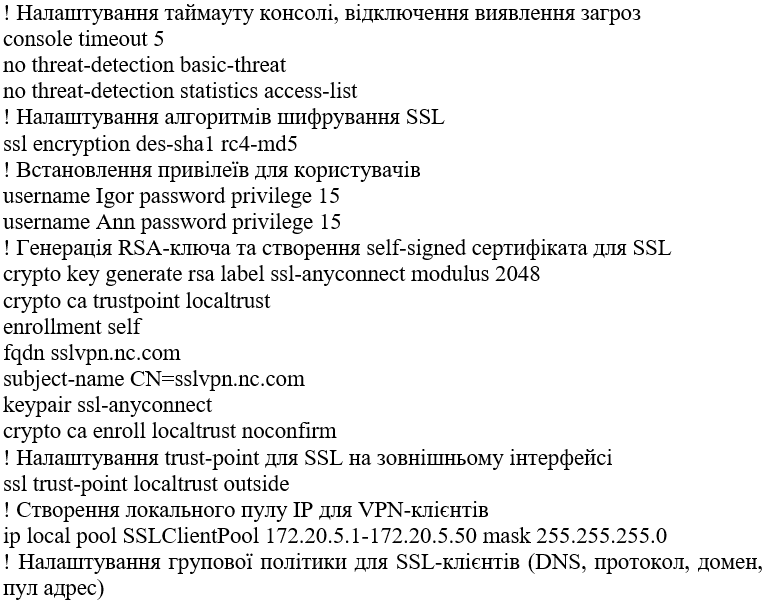 ! Налаштування таймауту консолі, відключення виявлення загроз
console timeout 5
no threat-detection basic-threat
no threat-detection statistics access-list
! Налаштування алгоритмів шифрування SSL
ssl encryption des-sha1 rc4-md5
! Встановлення привілеїв для користувачів
username Igor password privilege 15
username Ann password privilege 15
! Генерація RSA-ключа та створення self-signed сертифіката для SSL
crypto key generate rsa label ssl-anyconnect modulus 2048
crypto ca trustpoint localtrust
enrollment self
fqdn sslvpn.nc.com
subject-name CN=sslvpn.nc.com
keypair ssl-anyconnect
crypto ca enroll localtrust noconfirm
! Налаштування trust-point для SSL на зовнішньому інтерфейсі
ssl trust-point localtrust outside
! Створення локального пулу IP для VPN-клієнтів
ip local pool SSLClientPool 172.20.5.1-172.20.5.50 mask 255.255.255.0
! Налаштування групової політики для SSL-клієнтів (DNS, протокол, домен,
пул адрес)